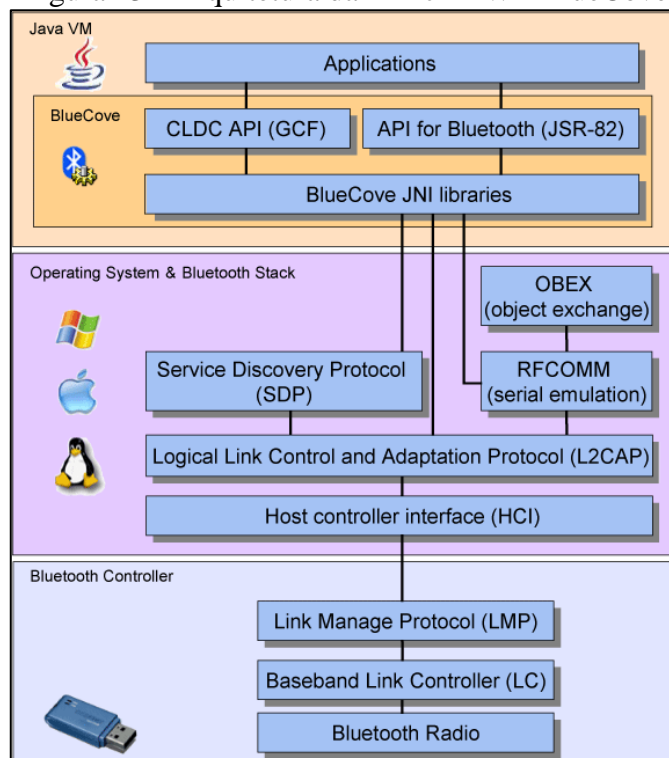 Java VM
Applications
BlueCove
CLDC API (GCF)
API for Bluetooth (JSR-82)
BlueCove JNI libraries
Operating System & Bluetooth Stack
OBEX
(object exchange)
Service Discovery Protocol
(SDP)
RFCOMM
(serial emulation)
Logical Link Control and Adaptation Protocol (L2CAP)
Host controller interface (HCI)
Bluetooth Controller
Link Manage Protocol (LMP)
Baseband Link Controller (LC)
Bluetooth Radio